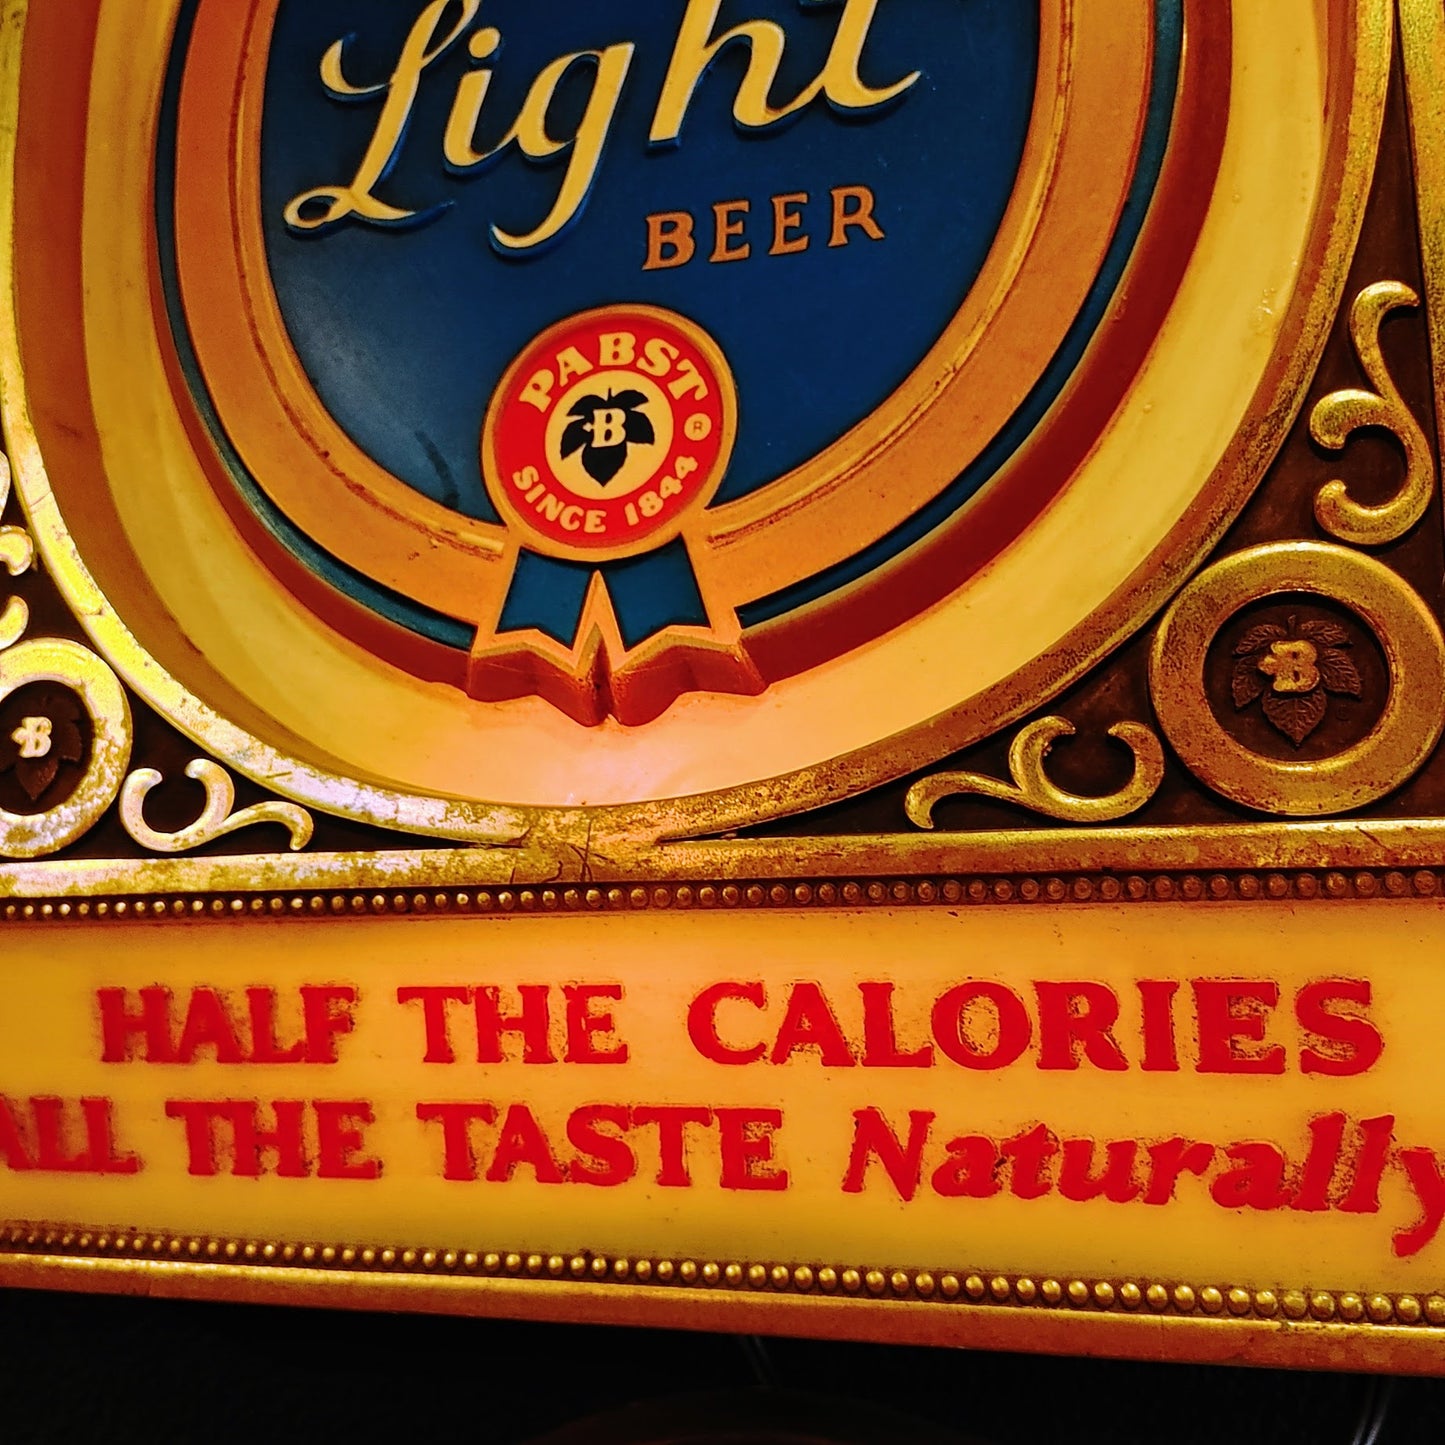 Light
BEER
PABST®
B
SINCE 1844
B
B
HALF THE CALORIES
ALL THE TASTE Naturally